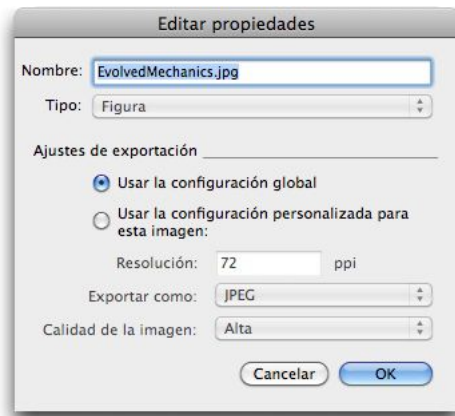 Editar propiedades
Nombre: EvolvedMechanics.jpg
Tipo: Figura
Ajustes de exportación
Usar la configuración global
Usar la configuración personalizada para
esta imagen:
Resolución: 72 ppi
Exportar como: JPEG
Calidad de la imagen: Alta
Cancelar OK